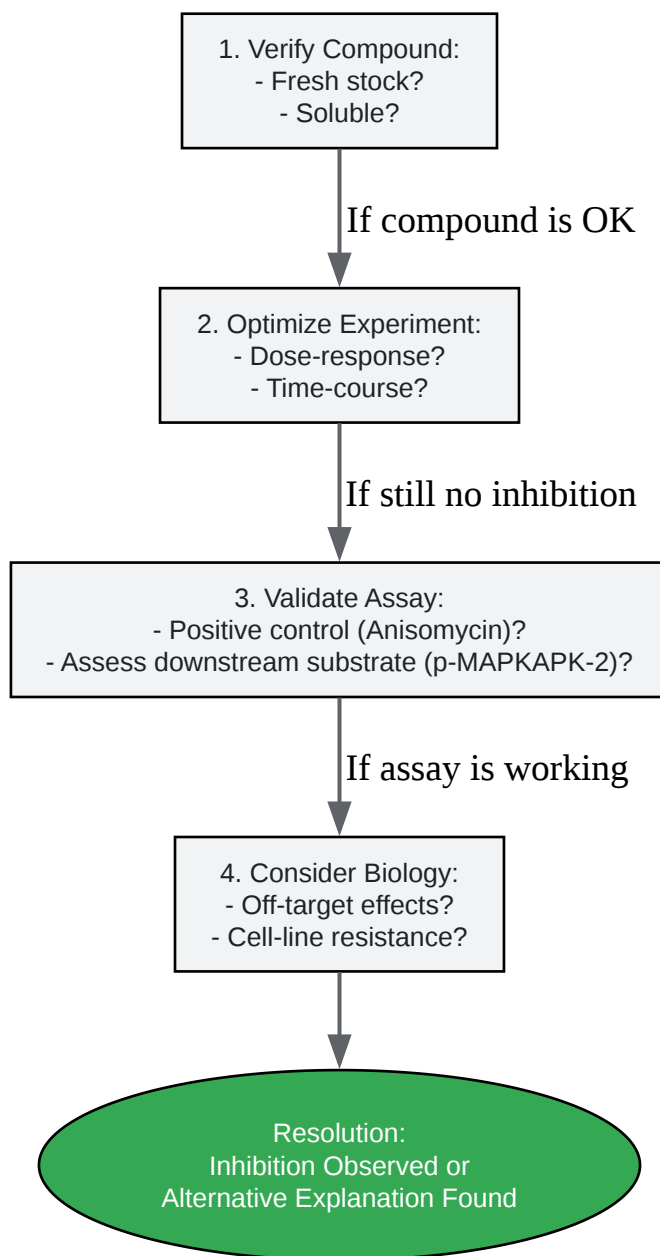 1. Verify Compound:
- Fresh stock?
- Soluble?
If compound is OK
2. Optimize Experiment:
- Dose-response?
- Time-course?
If still no inhibition
3. Validate Assay:
- Positive control (Anisomycin)?
- Assess downstream substrate (p-MAPKAPK-2)?
If assay is working
4. Consider Biology:
- Off-target effects?
- Cell-line resistance?
Resolution:
Inhibition Observed or
Alternative Explanation Found